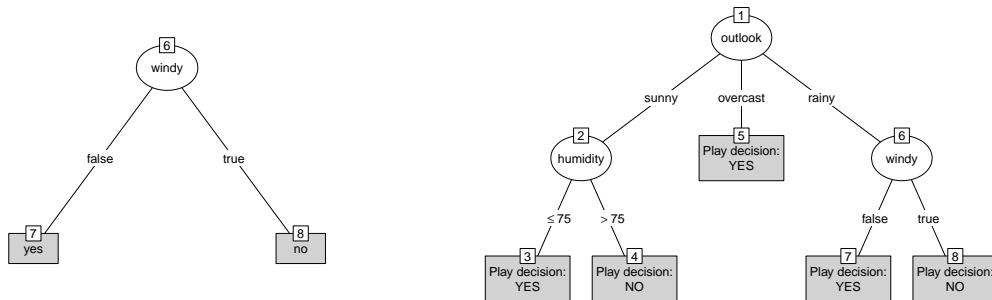 6
windy
false
true
7
yes
8
no
1
outlook
sunny
overcast
rainy
2
humidity
5
Play decision:
YES
6
windy
≤ 75
> 75
false
true
3
Play decision:
YES
4
Play decision:
NO
7
Play decision:
YES
8
Play decision:
NO